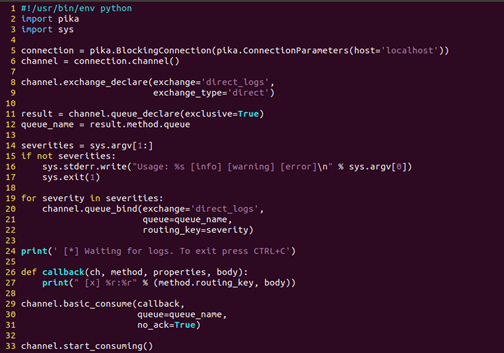 1 #!/usr/bin/env python
2 import pika
3 import sys
4
5 connection = pika.BlockingConnection(pika.ConnectionParameters(host='localhost'))
6 channel = connection.channel()
7
8 channel.exchange_declare(exchange='direct_logs',
9                          exchange_type='direct')
10
11 result = channel.queue_declare(exclusive=True)
12 queue_name = result.method.queue
13
14 severities = sys.argv[1:]
15 if not severities:
16     sys.stderr.write("Usage: %s [info] [warning] [error]\n" % sys.argv[0])
17     sys.exit(1)
18
19 for severity in severities:
20     channel.queue_bind(exchange='direct_logs',
21                        queue=queue_name,
22                        routing_key=severity)
23
24 print(' [*] Waiting for logs. To exit press CTRL+C')
25
26 def callback(ch, method, properties, body):
27     print(" [x] %r:%r" % (method.routing_key, body))
28
29 channel.basic_consume(callback,
30                       queue=queue_name,
31                       no_ack=True)
32
33 channel.start_consuming()